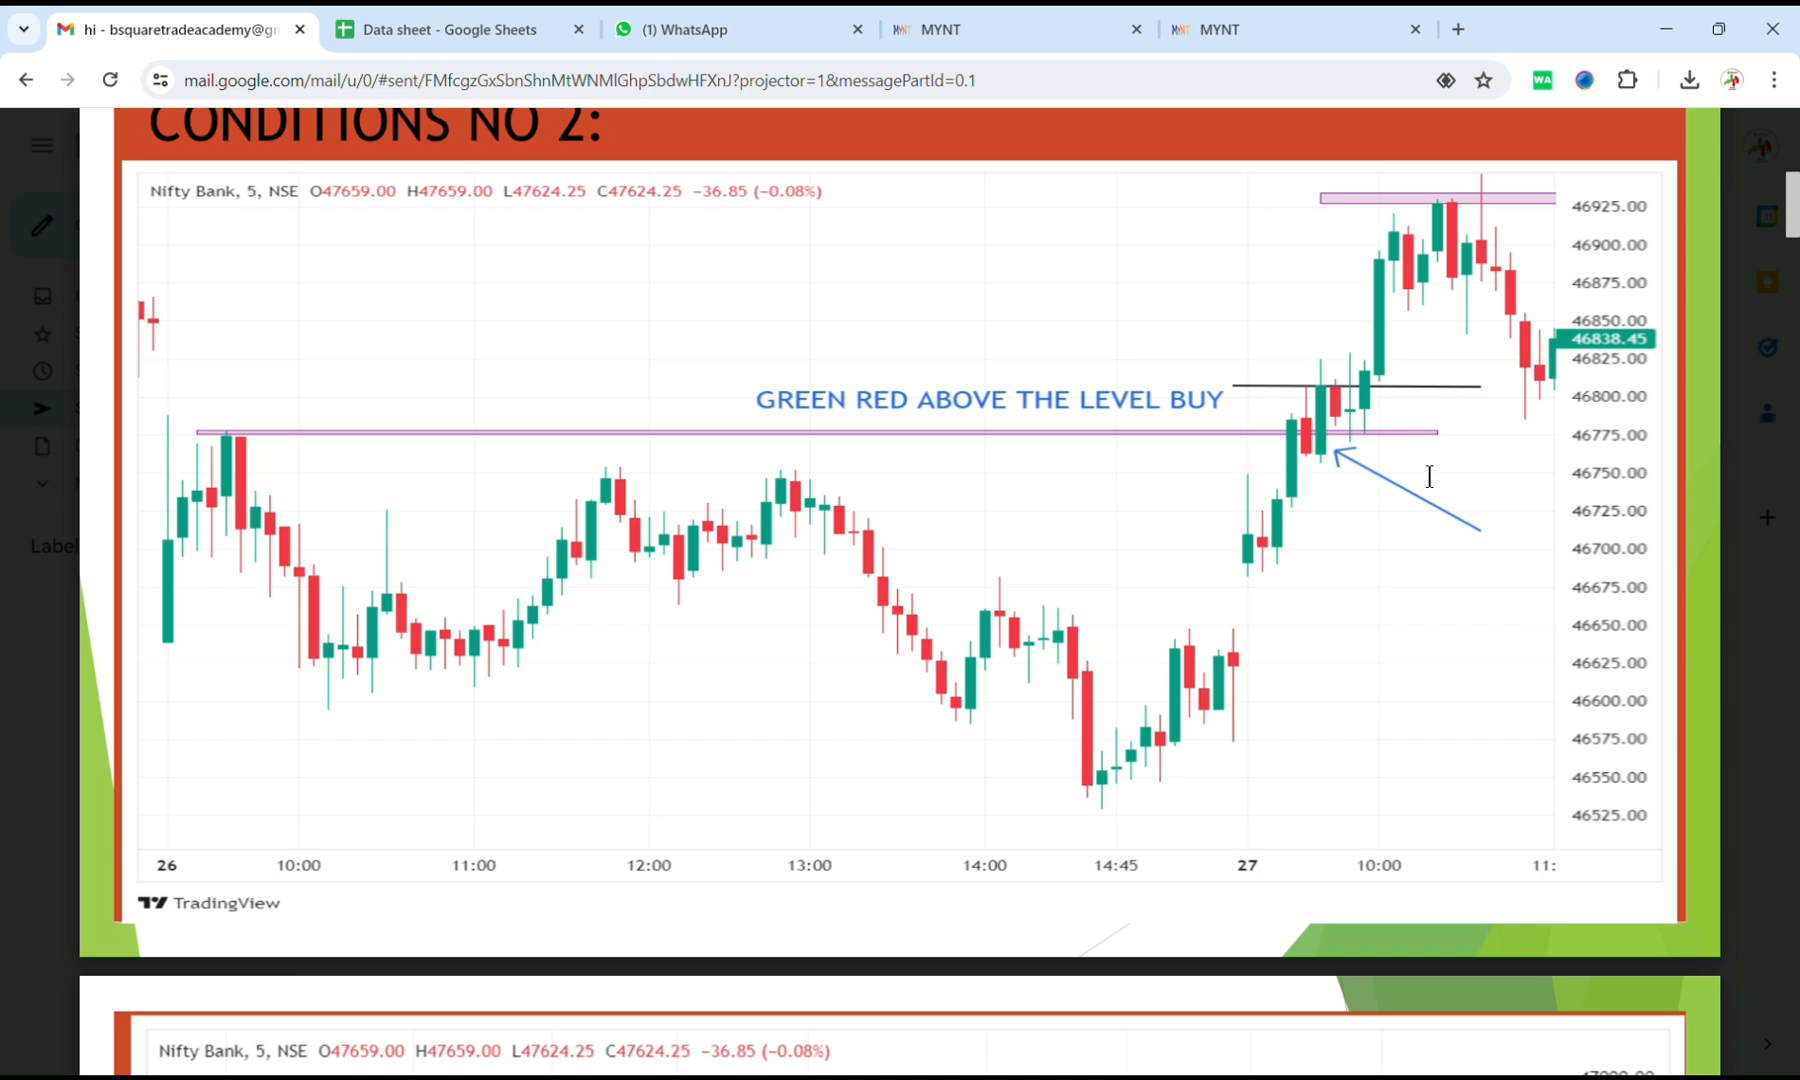 hi - bsquaretradeacademy@gn
Data sheet - Google Sheets
(1) WhatsApp
MYNT
MYNT
MYNT
MYNT
mail.google.com/mail/u/0/#sent/FMfcgzGxSbnShnMtWNMlGhpSbdwHFXnJ?projector=1&messagePartId=0.1
WA
CONDITIONS NO 2:
Nifty Bank, 5, NSE O47659.00 H47659.00 L47624.25 C47624.25 −36.85 (−0.08%)
46925.00
46900.00
46875.00
46850.00
46838.45
46825.00
46800.00
GREEN RED ABOVE THE LEVEL BUY
46775.00
46750.00
46725.00
46700.00
46675.00
46650.00
46625.00
46600.00
46575.00
46550.00
46525.00
Label
26 10:00 11:00 12:00 13:00 14:00 14:45 27 10:00 11:
TradingView
Nifty Bank, 5, NSE O47659.00 H47659.00 L47624.25 C47624.25 −36.85 (−0.08%)